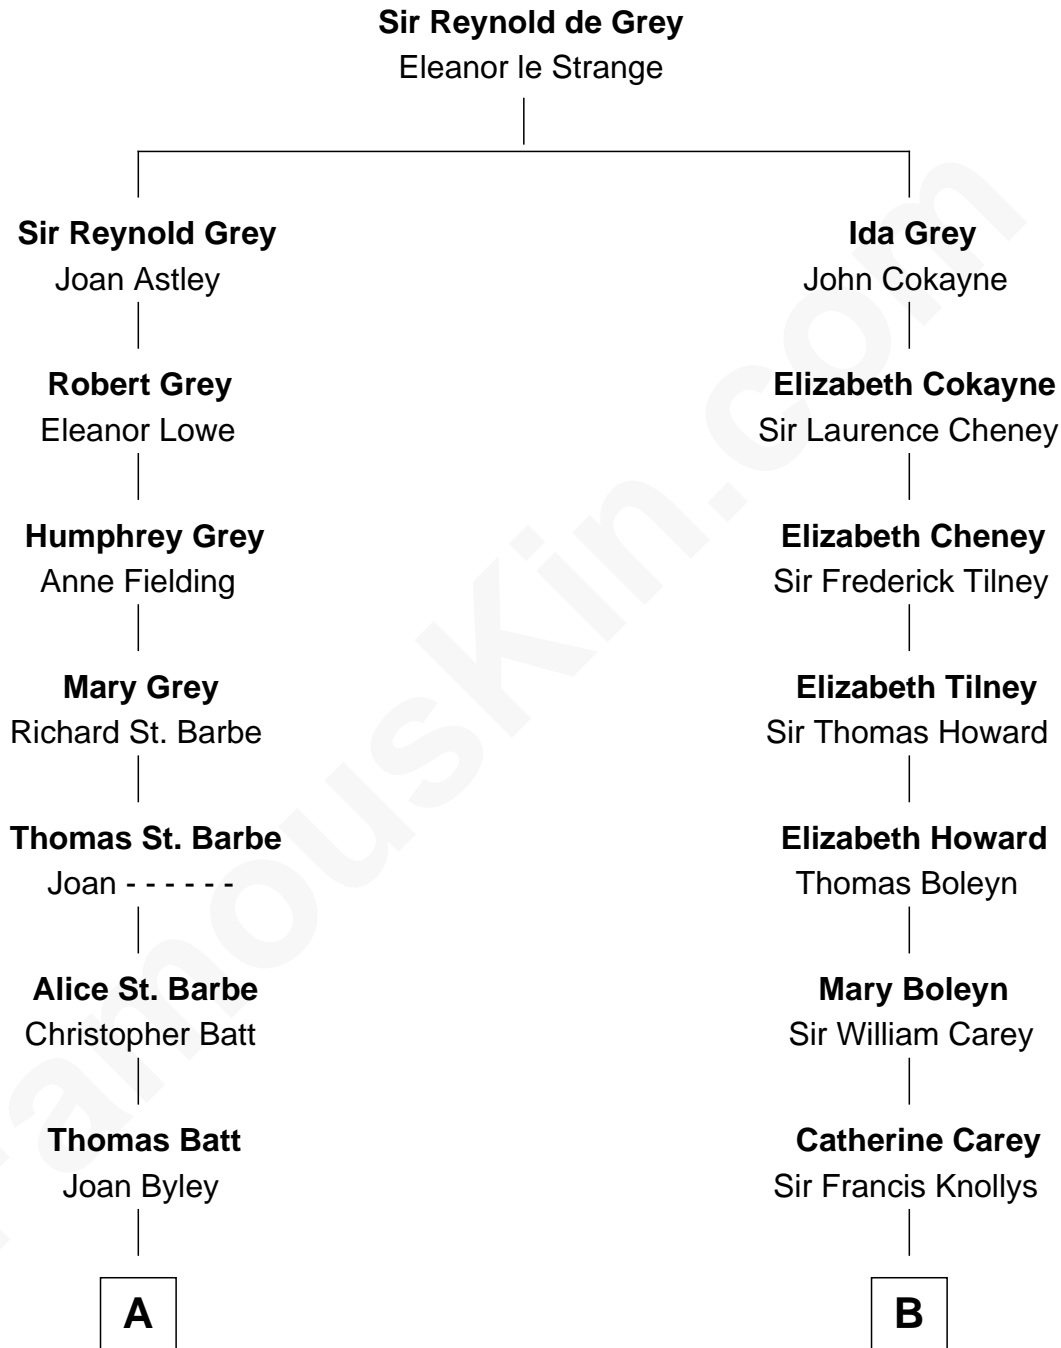 Sir Reynold de Grey
Eleanor le Strange
Sir Reynold Grey
Joan Astley
Ida Grey
John Cokayne
Robert Grey
Eleanor Lowe
Elizabeth Cokayne
Sir Laurence Cheney
Humphrey Grey
Anne Fielding
Elizabeth Cheney
Sir Frederick Tilney
Mary Grey
Richard St. Barbe
Elizabeth Tilney
Sir Thomas Howard
Thomas St. Barbe
Joan - - - - - -
Elizabeth Howard
Thomas Boleyn
Alice St. Barbe
Christopher Batt
Mary Boleyn
Sir William Carey
Thomas Batt
Joan Byley
Catherine Carey
Sir Francis Knollys
A
B
FamousKin.com